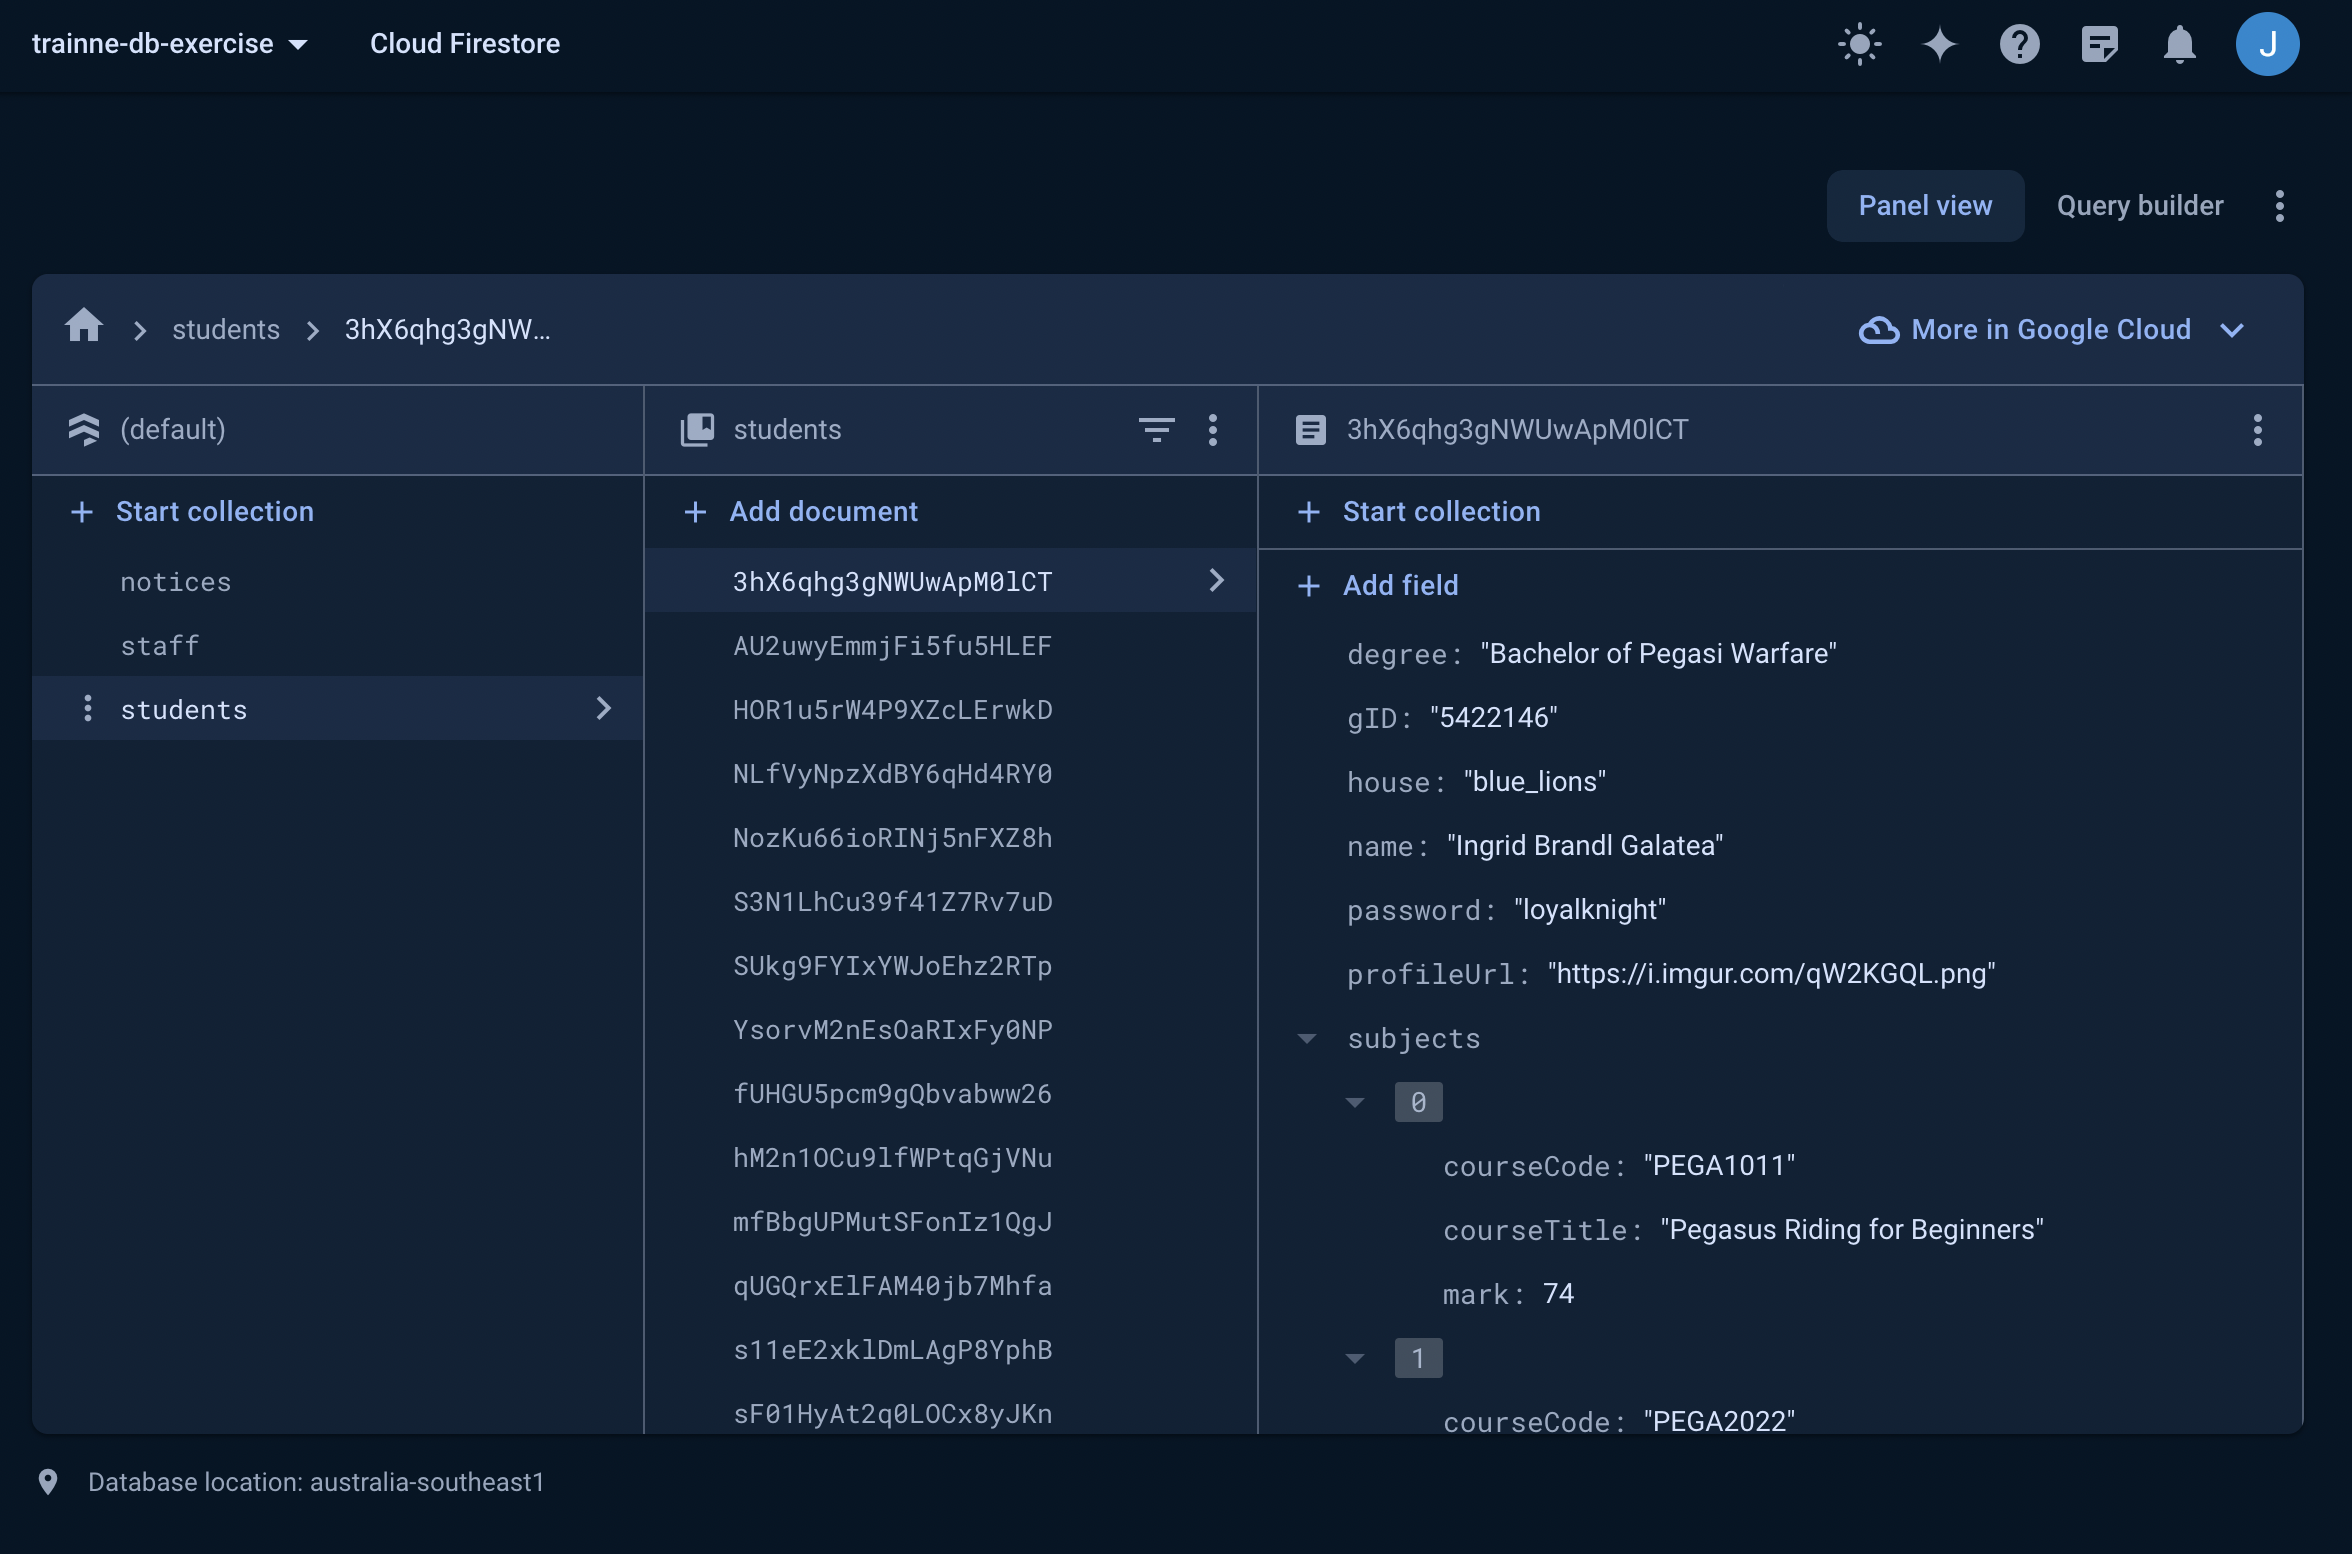 trainne-db-exercise Cloud Firestore J
Panel view Query builder
students 3hX6qhg3gNW... More in Google Cloud
(default) students 3hX6qhg3gNWUwApM0lCT
+ Start collection
notices
staff
students
+ Add document
3hX6qhg3gNWUwApM0lCT
AU2uwyEmmjFi5fu5HLEF
HOR1u5rW4P9XZcLErwkD
NLfVyNpzXdBY6qHd4RY0
NozKu66ioRINj5nFXZ8h
S3N1LhCu39f41Z7Rv7uD
SUkg9FYIxYWJoEhz2RTp
YsorvM2nEsOaRIxFy0NP
fUHGU5pcm9gQbvabww26
hM2n1OCu9lfWPtqGjVNu
mfBbgUPMutSFonIz1QgJ
qUGQrxElFAM40jb7Mhfa
s11eE2xklDmLAgP8YphB
sF01HyAt2q0LOCx8yJKn
+ Start collection
+ Add field
degree: "Bachelor of Pegasi Warfare"
gID: "5422146"
house: "blue_lions"
name: "Ingrid Brandl Galatea"
password: "loyalknight"
profileUrl: "https://i.imgur.com/qW2KGQL.png"
subjects
0
courseCode: "PEGA1011"
courseTitle: "Pegasus Riding for Beginners"
mark: 74
1
courseCode: "PEGA2022"
Database location: australia-southeast1